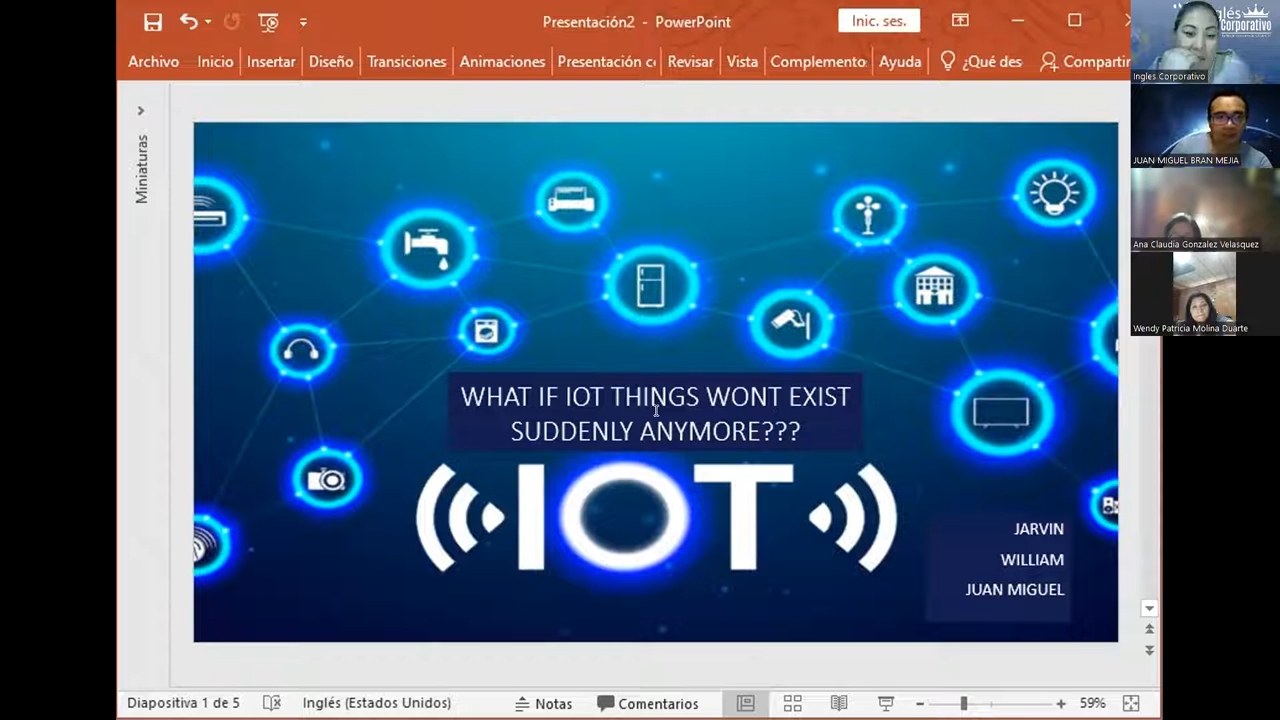 Presentación2 - PowerPoint
Inic. ses.
Archivo
Inicio
Insertar
Diseño
Transiciones
Animaciones
Presentación c
Revisar
Vista
Complemento
Ayuda
¿Qué des
Compartir
Miniaturas
WHAT IF IOT THINGS WONT EXIST
SUDDENLY ANYMORE???
IOT
JARVIN
WILLIAM
JUAN MIGUEL
Diapositiva 1 de 5
Inglés (Estados Unidos)
Notas
Comentarios
59%
Inglés
Corporativo
Ingles Corporativo
JUAN MIGUEL BRAN MEJIA
Ana Claudia Gonzalez Velasquez
Wendy Patricia Molina Duarte